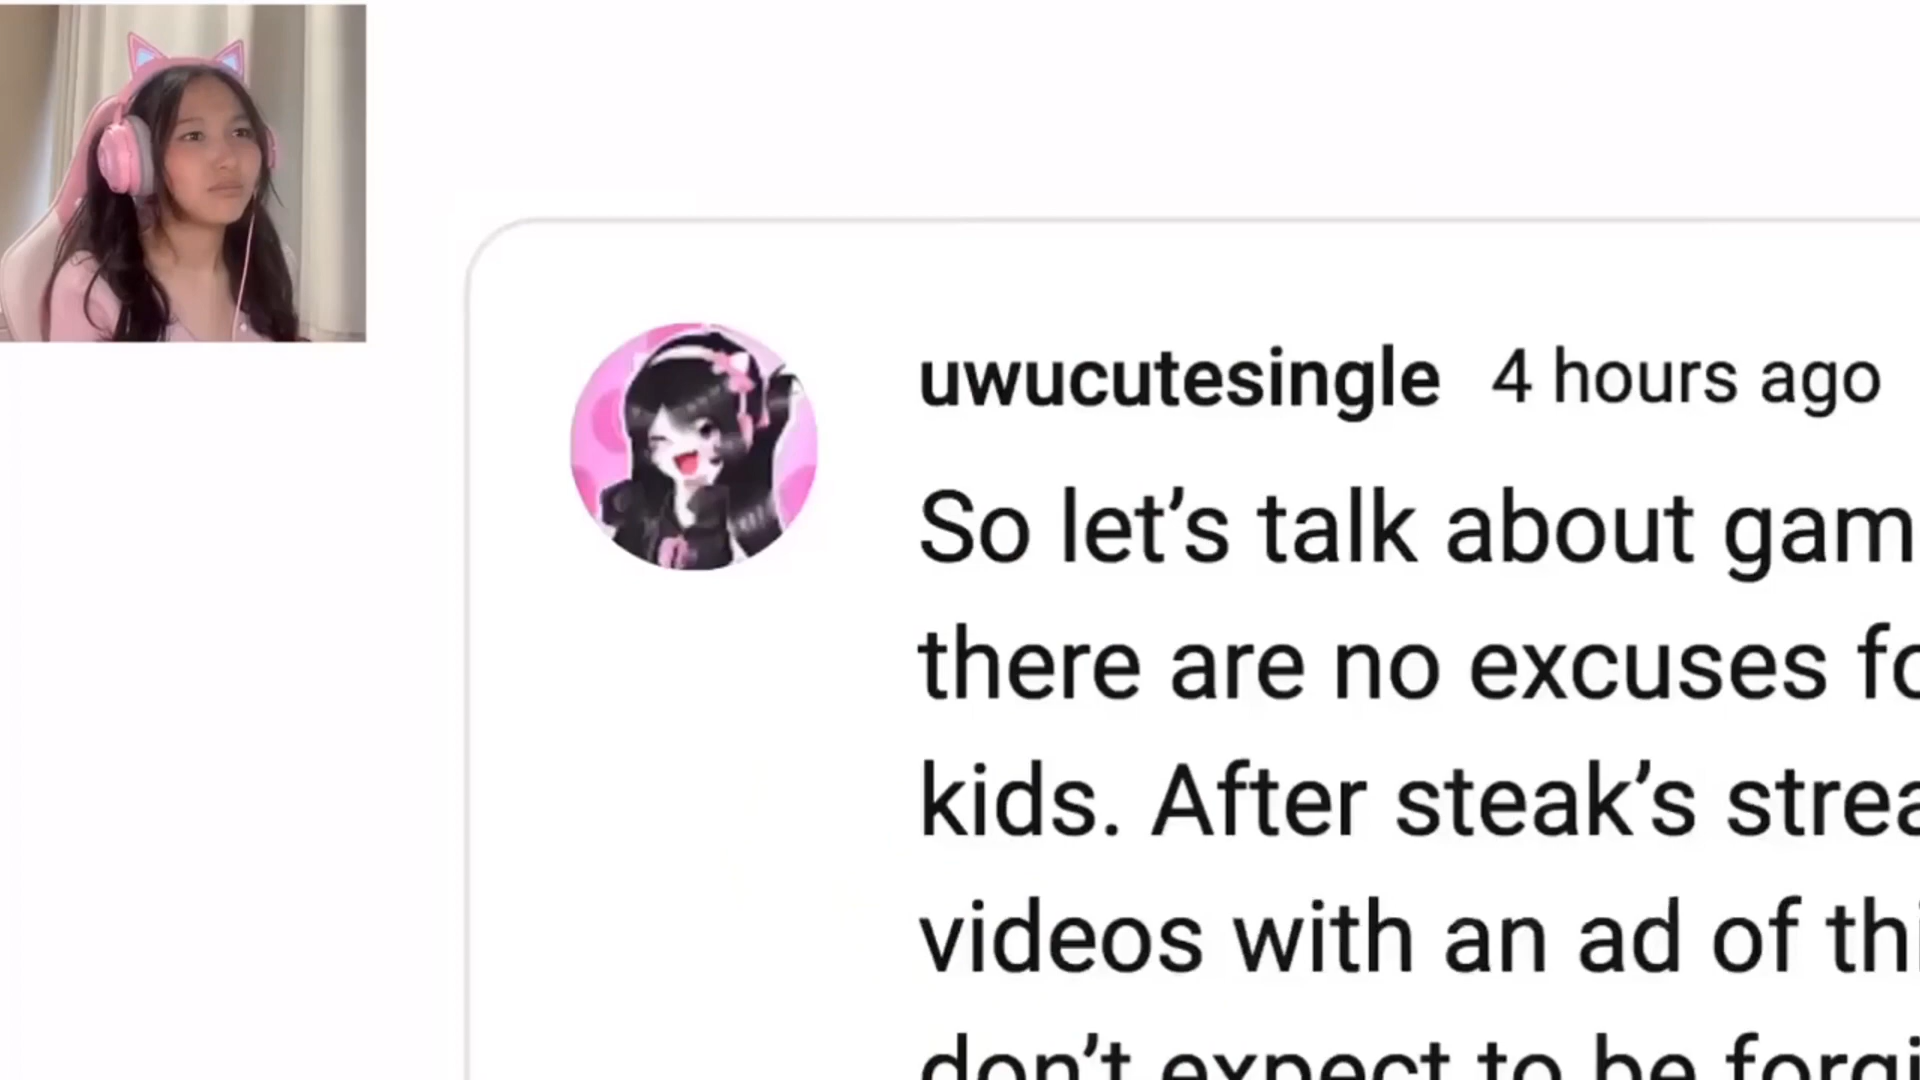 uwucutesingle 4 hours ago
So let’s talk about gam
there are no excuses fo
kids. After steak’s strea
videos with an ad of thi
don’t expect to be forgi